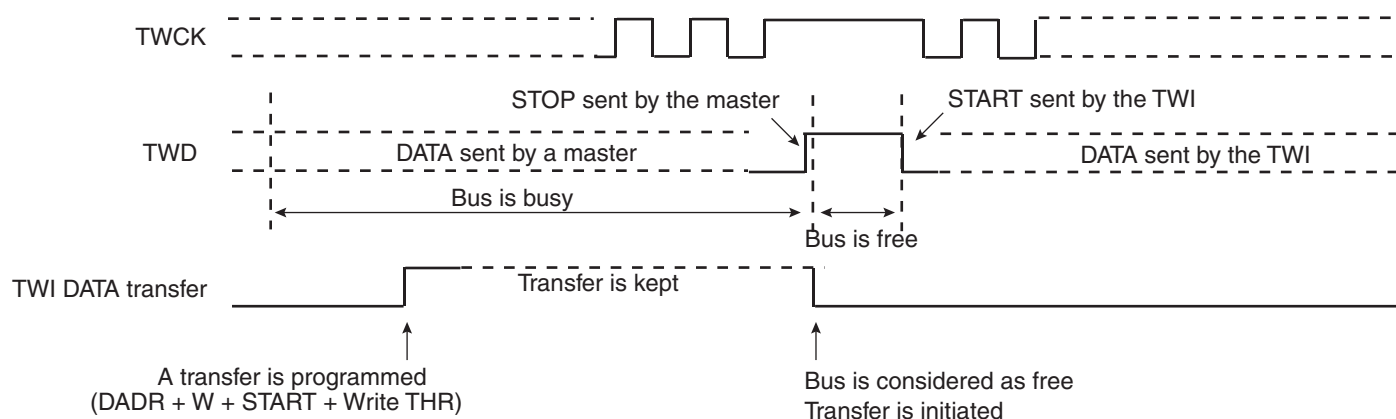 TWCK
STOP sent by the master
START sent by the TWI
TWD
DATA sent by a master
DATA sent by the TWI
Bus is busy
Bus is free
TWI DATA transfer
Transfer is kept
A transfer is programmed
(DADR + W + START + Write THR)
Bus is considered as free
Transfer is initiated